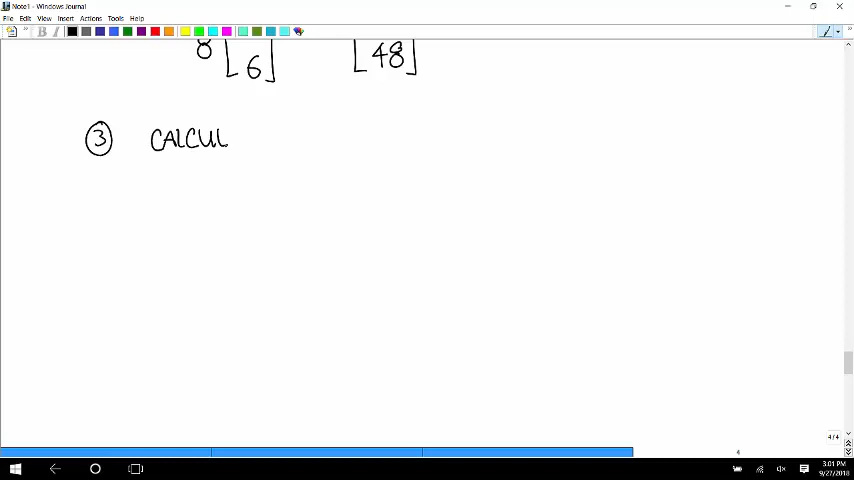 Note1 - Windows Journal
File Edit View Insert Actions Tools Help
B I
8 [ 6 ] [ 48 ]
3 CALCUL
4/4
4
3:01 PM
9/27/2018